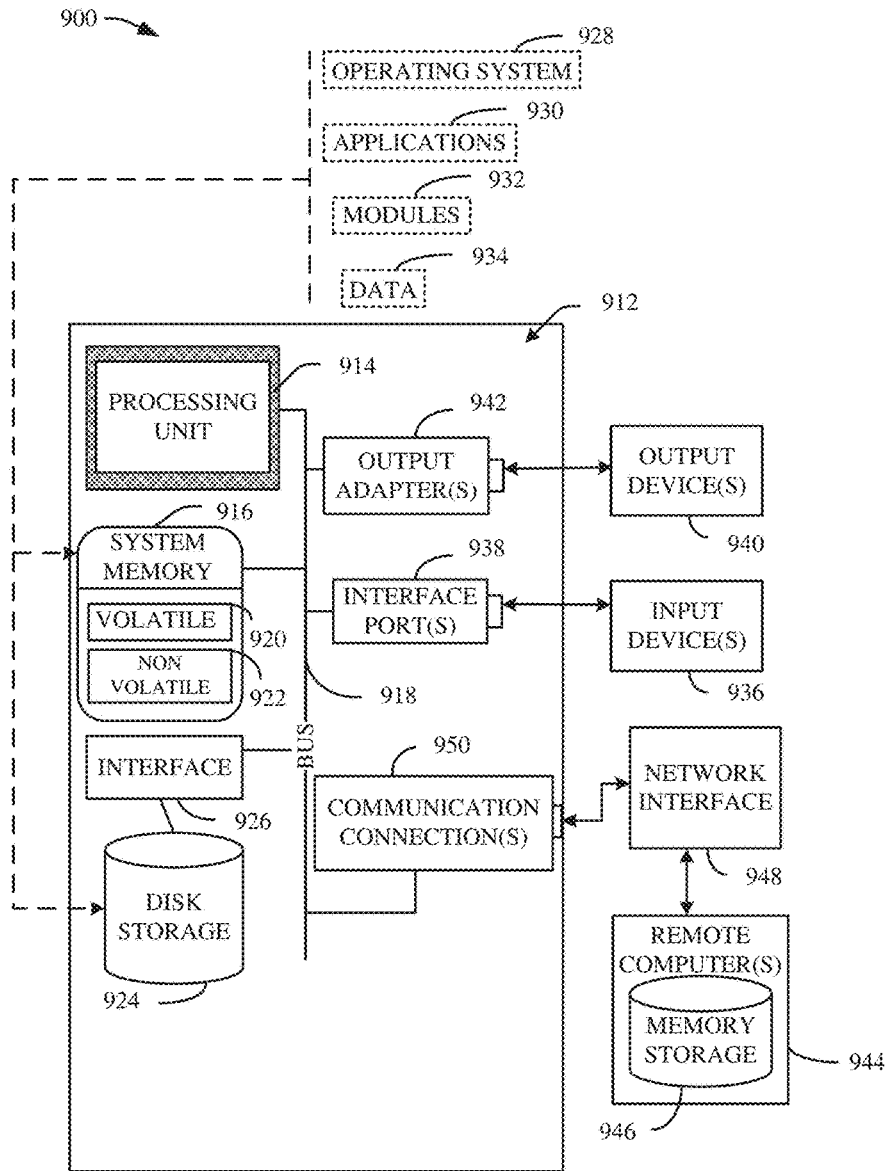 900
928
OPERATING SYSTEM
930
APPLICATIONS
932
MODULES
934
DATA
912
914
PROCESSING
UNIT
942
OUTPUT
ADAPTER(S)
OUTPUT
DEVICE(S)
940
916
SYSTEM
MEMORY
938
INTERFACE
PORT(S)
INPUT
DEVICE(S)
936
VOLATILE
920
NON
VOLATILE
922
918
BUS
INTERFACE
926
950
COMMUNICATION
CONNECTION(S)
NETWORK
INTERFACE
948
DISK
STORAGE
924
REMOTE
COMPUTER(S)
MEMORY
STORAGE
944
946